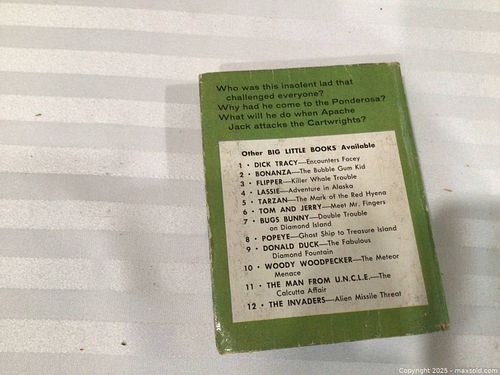 Who was this insolent lad that
challenged everyone?
Why had he come to the Ponderosa?
What will he do when Apache
Jack attacks the Cartwrights?
Other BIG LITTLE BOOKS Available
1 • DICK TRACY—Encounters Facey
2 • BONANZA—The Bubble Gum Kid
3 • FLIPPER—Killer Whale Trouble
4 • LASSIE—Adventure in Alaska
5 • TARZAN—The Mark of the Red Hyena
6 • TOM AND JERRY—Meet Mr. Fingers
7 • BUGS BUNNY—Double Trouble
on Diamond Island
8 • POPEYE—Ghost Ship to Treasure Island
9 • DONALD DUCK—The Fabulous
Diamond Fountain
10 • WOODY WOODPECKER—The Meteor
Menace
11 • THE MAN FROM U.N.C.L.E.—The
Calcutta Affair
12 • THE INVADERS—Alien Missile Threat
Copyright 2025 - maxsold.com